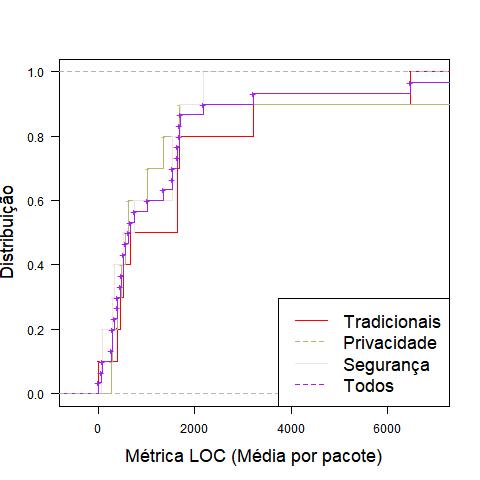 1.0
0.8
0.6
0.4
0.2
0.0
Distribuição
Tradicionais
Privacidade
Segurança
Todos
0 2000 4000 6000
Métrica LOC (Média por pacote)